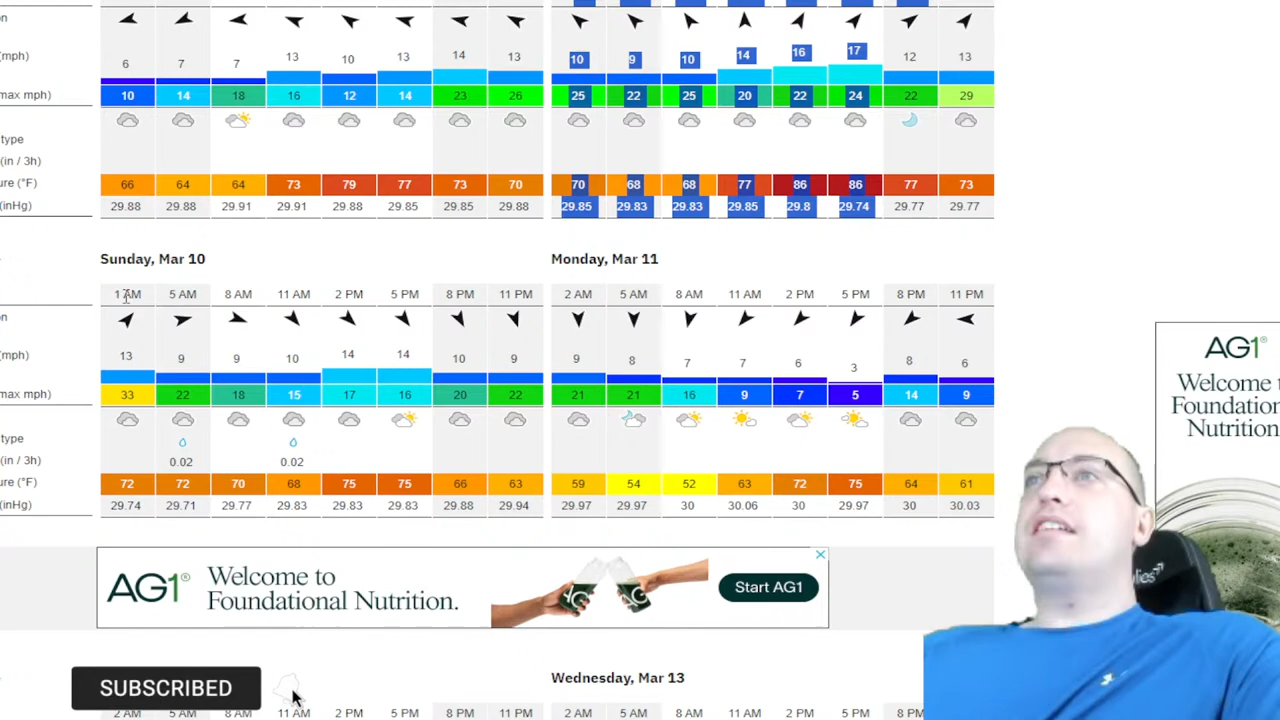 on
(mph) 6 7 7 13 10 13 14 13 10 9 10 14 16 17 12 13
(max mph) 10 14 18 16 12 14 23 26 25 22 25 20 22 24 22 29
type
(in / 3h)
ure (°F) 66 64 64 73 79 77 73 70 70 68 68 77 86 86 77 73
(inHg) 29.88 29.88 29.91 29.91 29.88 29.85 29.85 29.88 29.85 29.83 29.83 29.85 29.8 29.74 29.77 29.77
Sunday, Mar 10 Monday, Mar 11
1 AM 5 AM 8 AM 11 AM 2 PM 5 PM 8 PM 11 PM 2 AM 5 AM 8 AM 11 AM 2 PM 5 PM 8 PM 11 PM
on
(mph) 13 9 9 10 14 14 10 9 9 8 7 7 6 3 8 6
max mph) 33 22 18 15 17 16 20 22 21 21 16 9 7 5 14 9
type
(in / 3h) 0.02 0.02
ure (°F) 72 72 70 68 75 75 66 63 59 54 52 63 72 75 64 61
(inHg) 29.74 29.71 29.77 29.83 29.83 29.83 29.88 29.94 29.97 29.97 30 30.06 30 29.97 30 30.03
AG1®
Welcome to
Foundational Nutrition.
Start AG1
AG1®
Welcome t
Foundationa
Nutrition.
Wednesday, Mar 13
SUBSCRIBED
2 AM 5 AM 8 AM 11 AM 2 PM 5 PM 8 PM 11 PM 2 AM 5 AM 8 AM 11 AM 2 PM 5 PM 8 PM